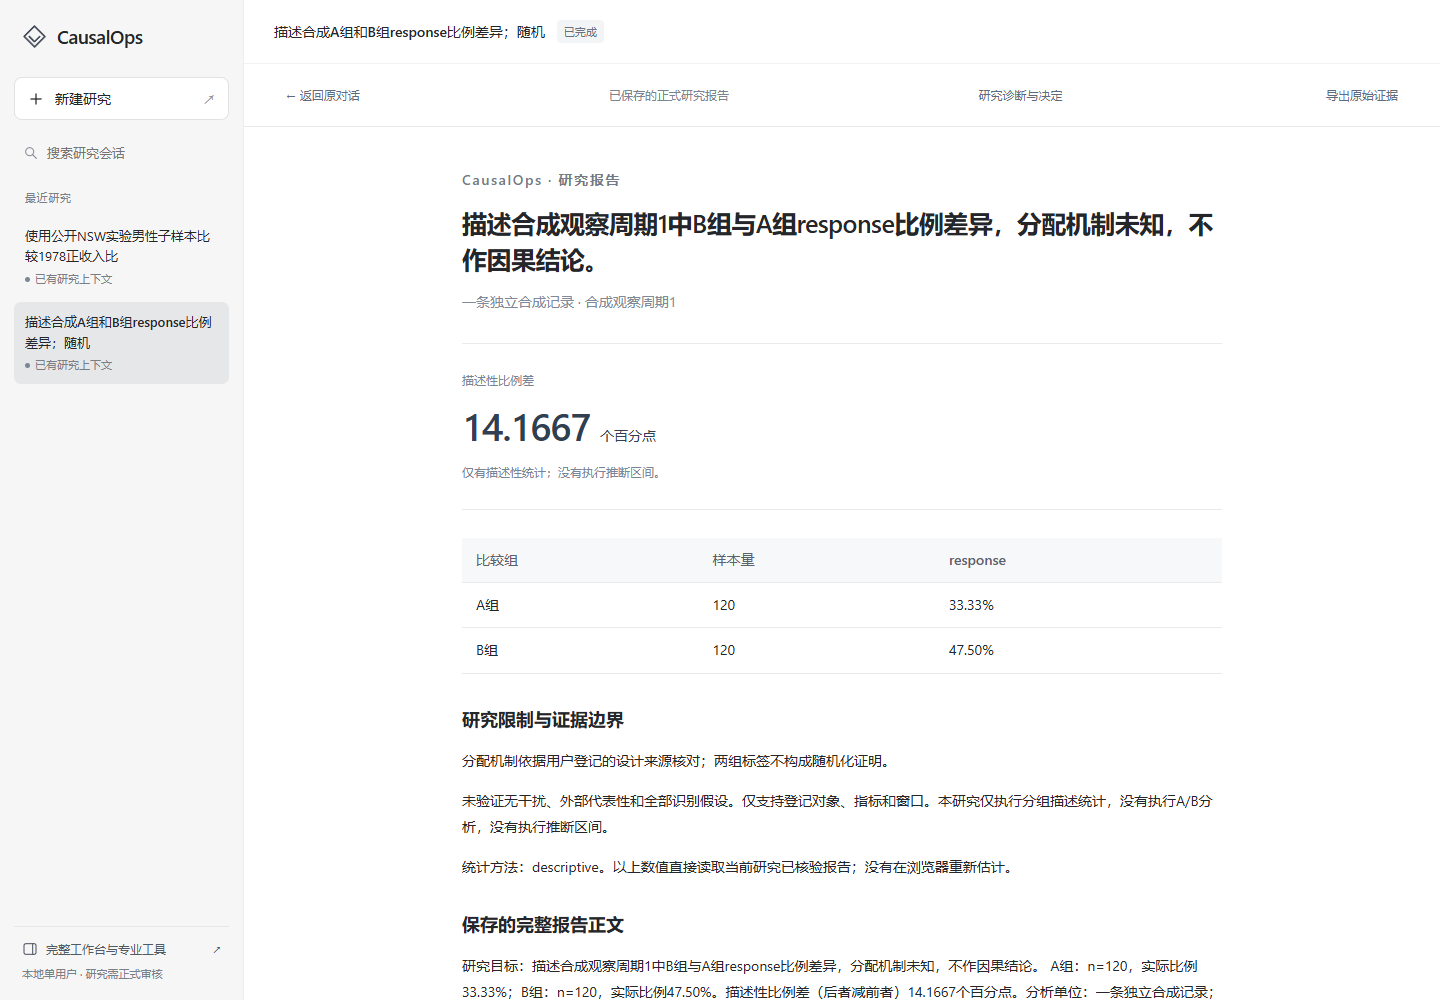 CausalOps
新建研究
搜索研究会话
最近研究
使用公开NSW实验男性子样本比
较1978正收入比
已有研究上下文
描述合成A组和B组response比例
差异；随机
已有研究上下文
完整工作台与专业工具
本地单用户 · 研究需正式审核
描述合成A组和B组response比例差异；随机 已完成
← 返回原对话
已保存的正式研究报告
研究诊断与决定
导出原始证据
CausalOps · 研究报告
描述合成观察周期1中B组与A组response比例差异，分配机制未知，不
作因果结论。
一条独立合成记录 · 合成观察周期1
描述性比例差
14.1667 个百分点
仅有描述性统计；没有执行推断区间。
比较组 样本量 response
A组 120 33.33%
B组 120 47.50%
研究限制与证据边界
分配机制依据用户登记的设计来源核对；两组标签不构成随机化证明。
未验证无干扰、外部代表性和全部识别假设。仅支持登记对象、指标和窗口。本研究仅执行分组描述统计，没有执行A/B分
析，没有执行推断区间。
统计方法：descriptive。以上数值直接读取当前研究已核验报告；没有在浏览器重新估计。
保存的完整报告正文
研究目标：描述合成观察周期1中B组与A组response比例差异，分配机制未知，不作因果结论。 A组：n=120，实际比例
33.33%；B组：n=120，实际比例47.50%。描述性比例差（后者减前者）14.1667个百分点。分析单位：一条独立合成记录；